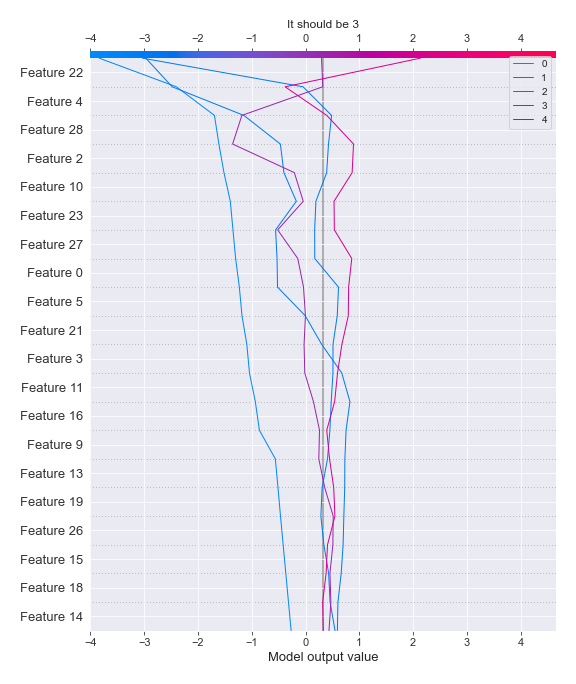 It should be 3
−4 −3 −2 −1 0 1 2 3 4
0
1
2
3
4
Feature 22
Feature 4
Feature 28
Feature 2
Feature 10
Feature 23
Feature 27
Feature 0
Feature 5
Feature 21
Feature 3
Feature 11
Feature 16
Feature 9
Feature 13
Feature 19
Feature 26
Feature 15
Feature 18
Feature 14
−4 −3 −2 −1 0 1 2 3 4
Model output value